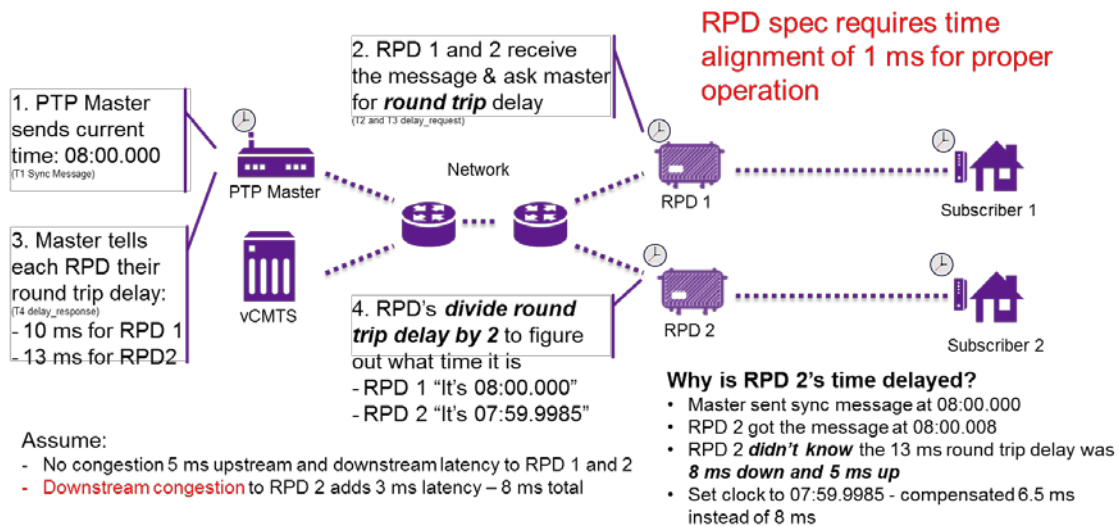 RPD spec requires time
alignment of 1 ms for proper
operation
2. RPD 1 and 2 receive
the message & ask master
for round trip delay
(T2 and T3 delay_request)
1. PTP Master
sends current
time: 08:00.000
(T1 Sync Message)
PTP Master
Network
RPD 1
Subscriber 1
3. Master tells
each RPD their
round trip delay:
(T4 delay_response)
- 10 ms for RPD 1
- 13 ms for RPD2
vCMTS
4. RPD's divide round
trip delay by 2 to figure
out what time it is
- RPD 1 “It's 08:00.000”
- RPD 2 “It's 07:59.9985”
RPD 2
Subscriber 2
Why is RPD 2's time delayed?
• Master sent sync message at 08:00.000
• RPD 2 got the message at 08:00.008
• RPD 2 didn't know the 13 ms round trip delay was
8 ms down and 5 ms up
• Set clock to 07:59.9985 - compensated 6.5 ms
instead of 8 ms
Assume:
- No congestion 5 ms upstream and downstream latency to RPD 1 and 2
- Downstream congestion to RPD 2 adds 3 ms latency – 8 ms total